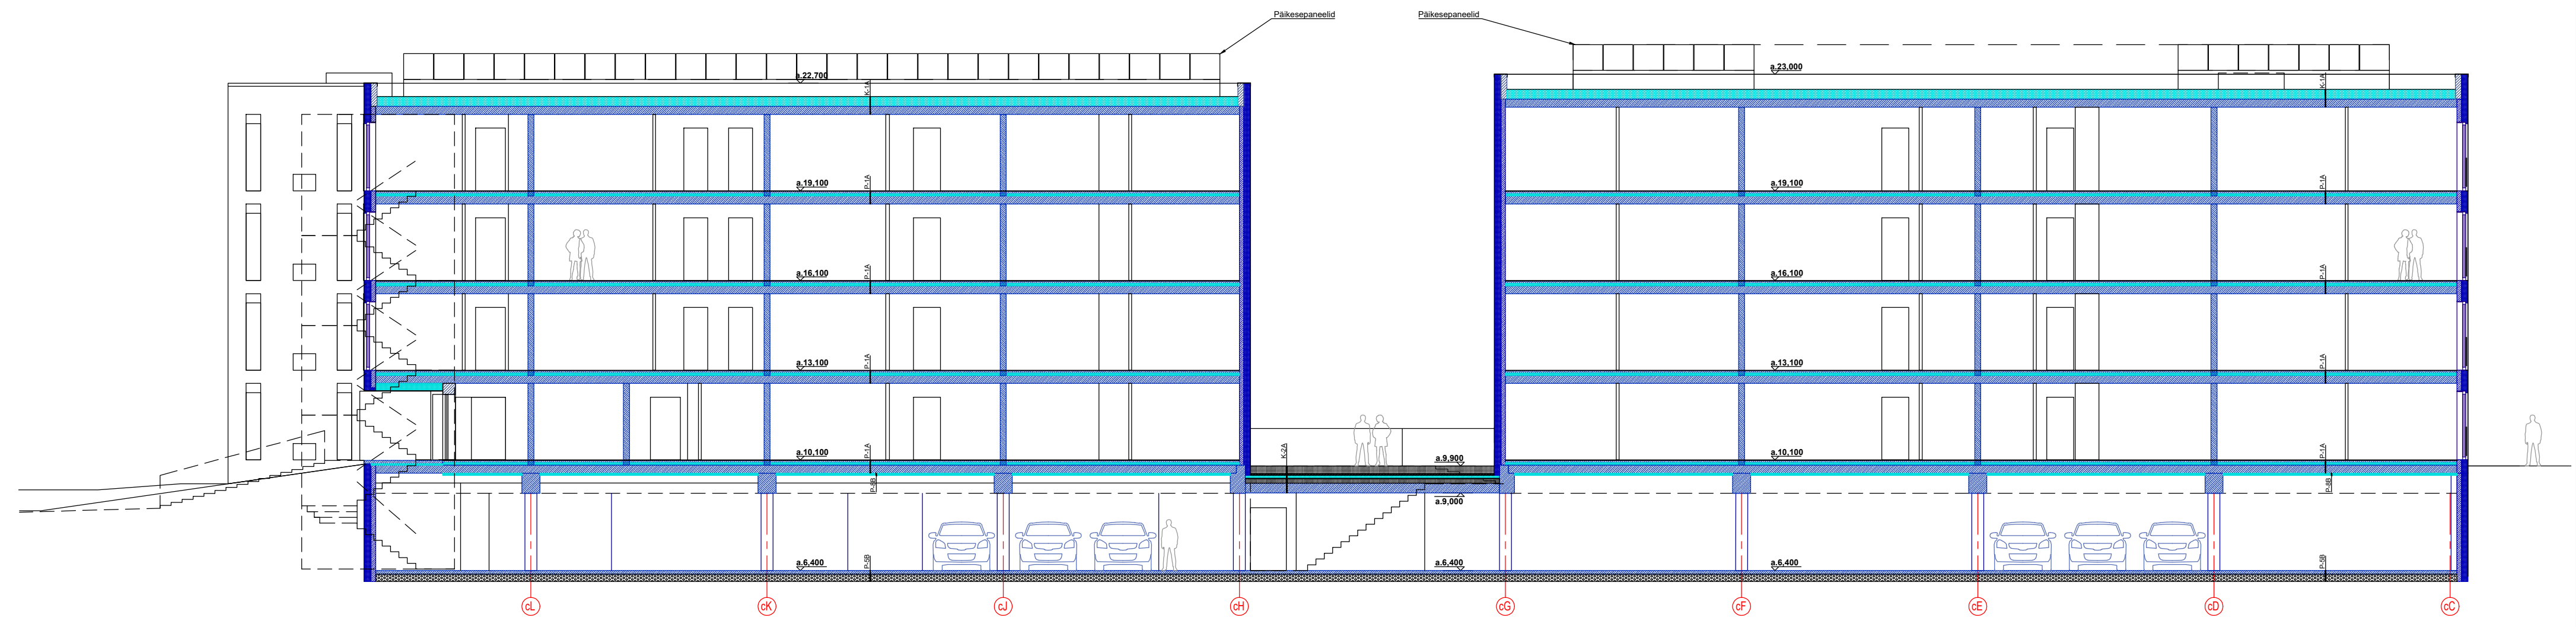 Päikesepaneelid
Päikesepaneelid
a.22,700
K-1A
a.23,000
K-1A
a.19,100
P-1A
a.19,100
P-1A
a.16,100
P-1A
a.16,100
P-1A
a.13,100
P-1A
a.13,100
P-1A
a.10,100
P-1A
K-2A
a.9,900
a.10,100
P-1A
P-8B
a.9,000
P-8B
a.6,400
P-5B
a.6,400
a.6,400
P-5B
cL
cK
cJ
cH
cG
cF
cE
cD
cC